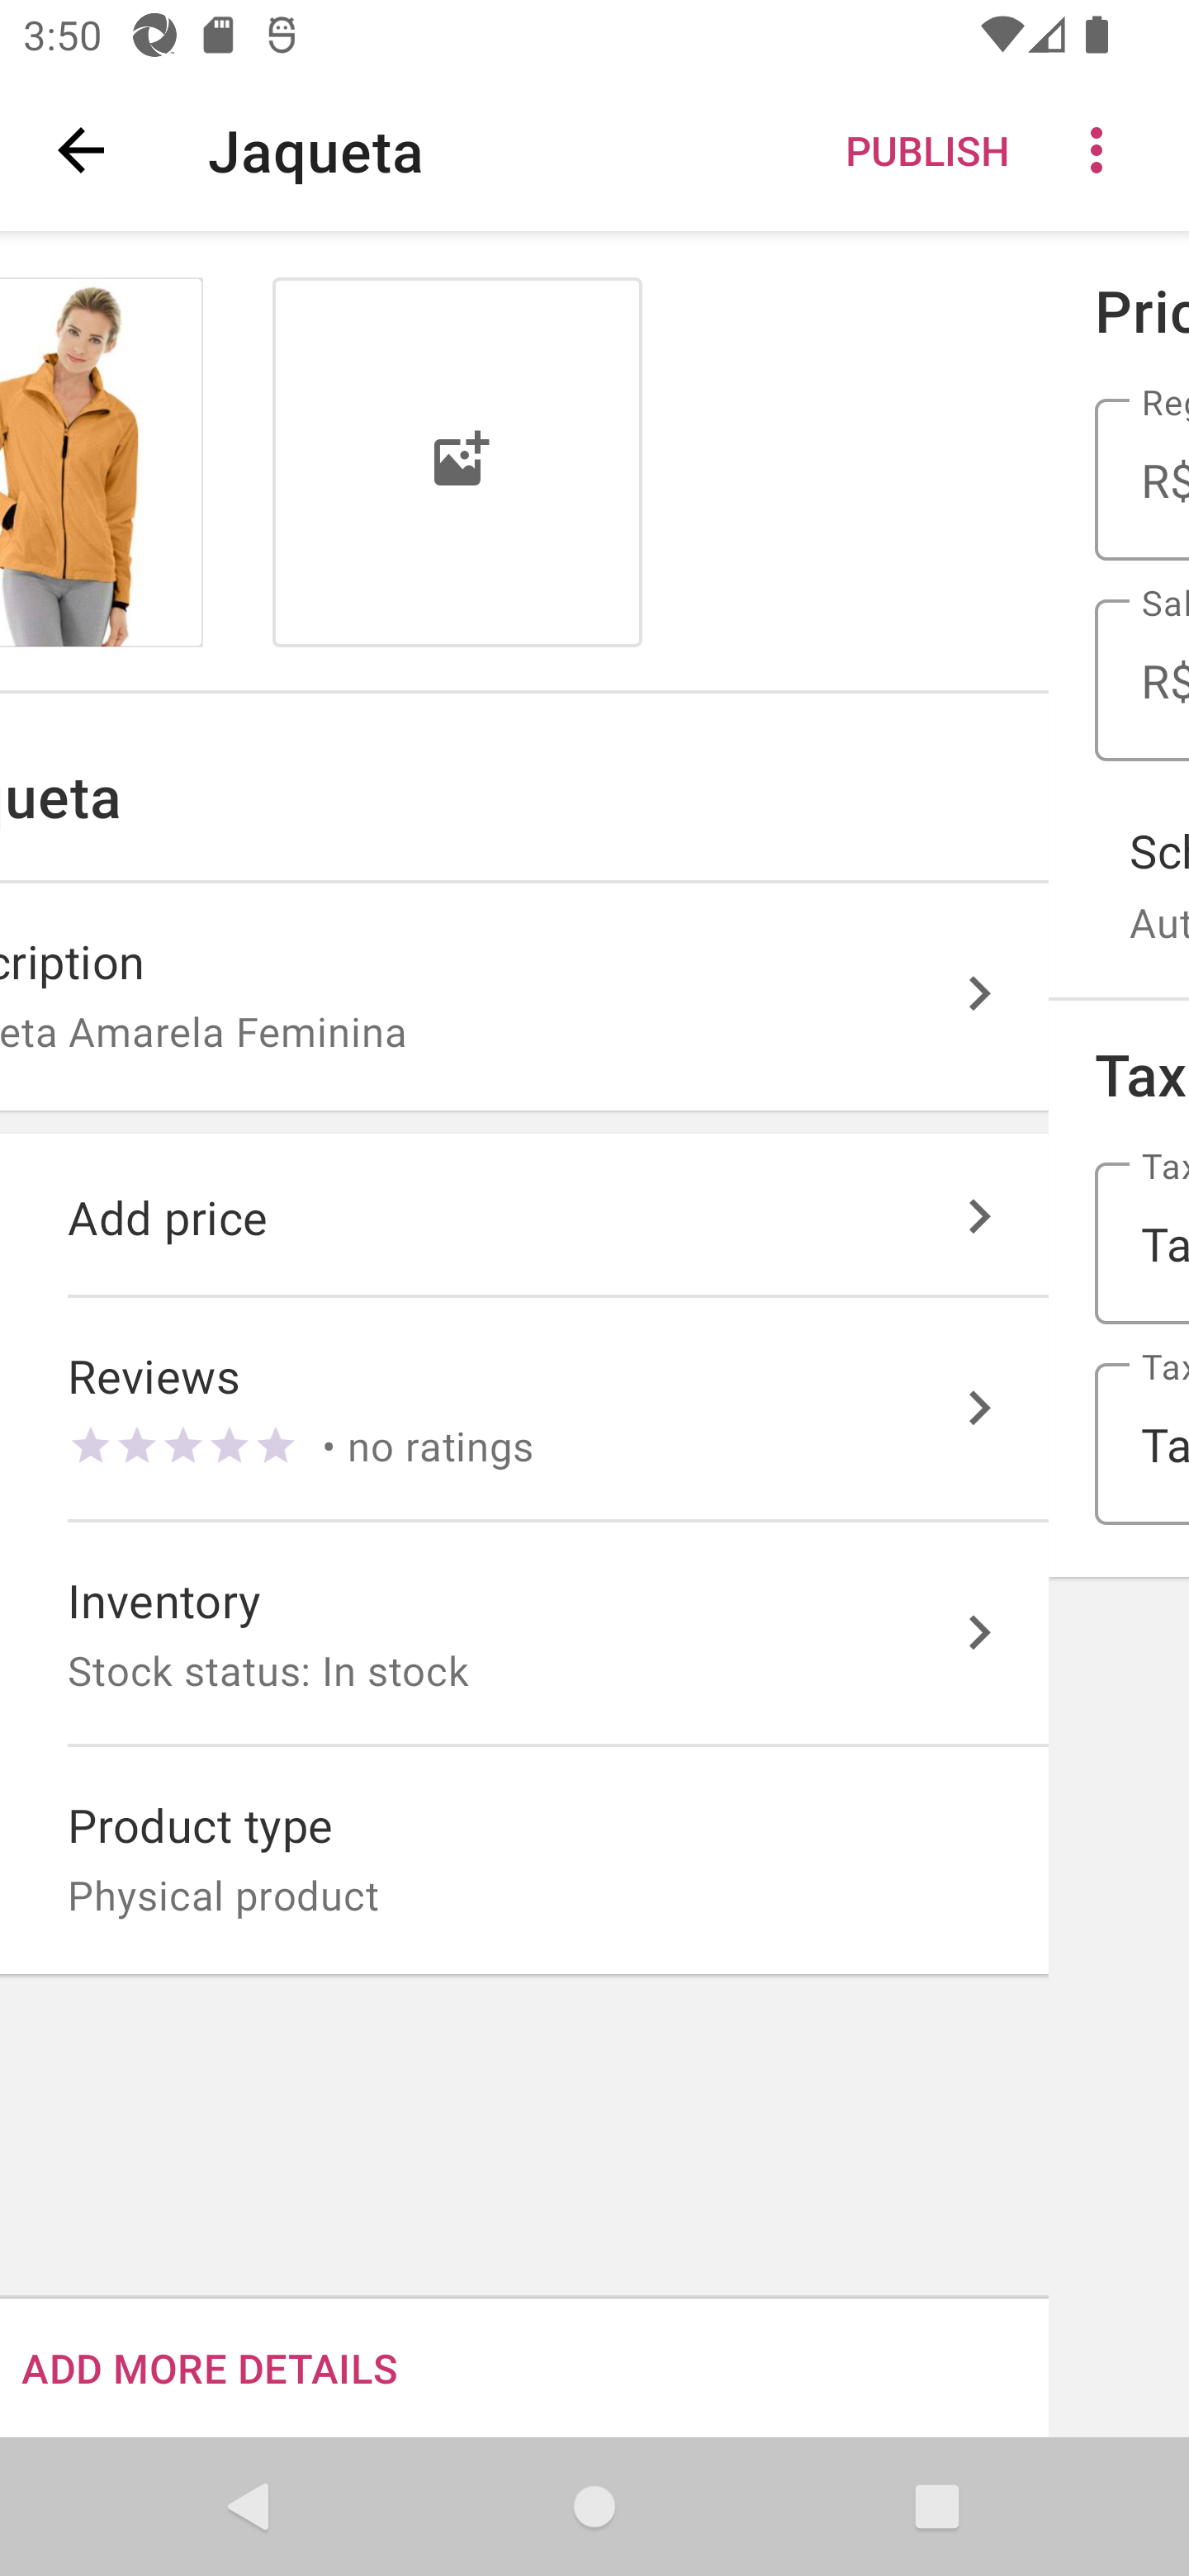 3:50
Jaqueta
PUBLISH
ueta
cription
eta Amarela Feminina
Add price
Reviews
• no ratings
Inventory
Stock status: In stock
Product type
Physical product
ADD MORE DETAILS
Pric
Reg
R$
Sal
R$
Sch
Aut
Tax
Tax
Ta
Tax
Ta